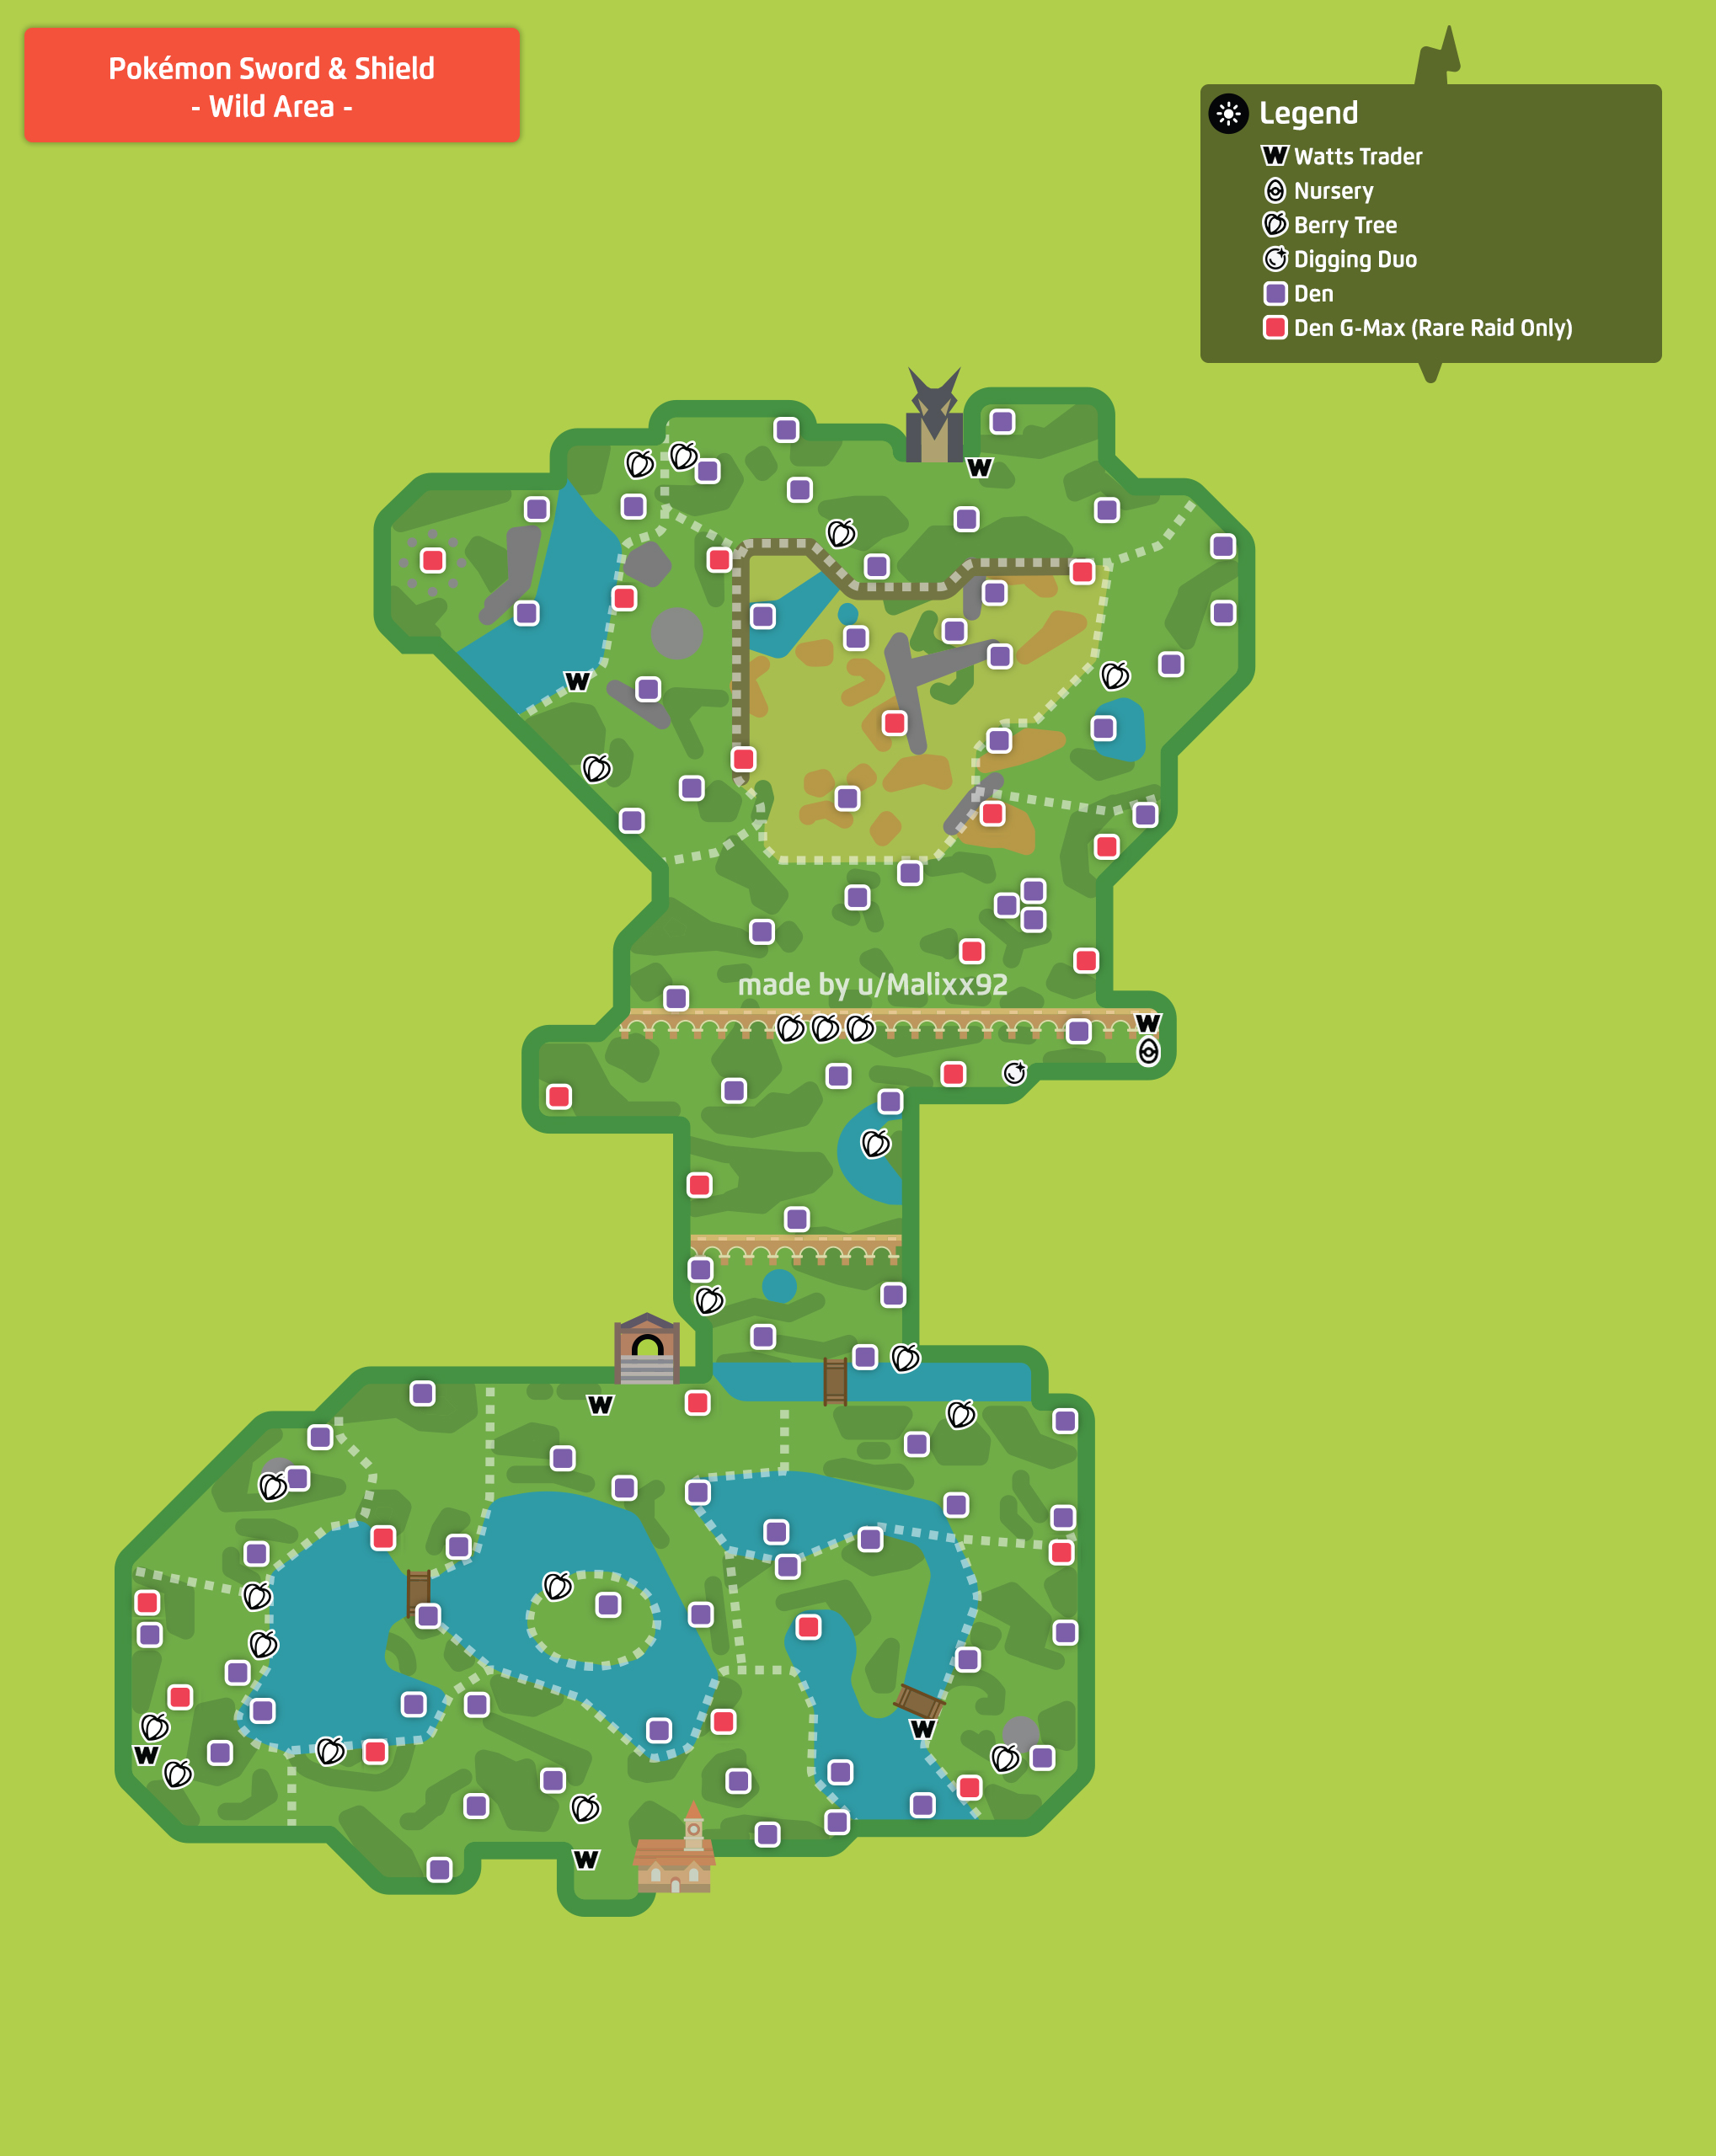 Pokémon Sword & Shield
- Wild Area -
Legend
W Watts Trader
Nursery
Berry Tree
Digging Duo
Den
Den G-Max (Rare Raid Only)
W
W
made by u/Malixx92
W
W
W
W
W